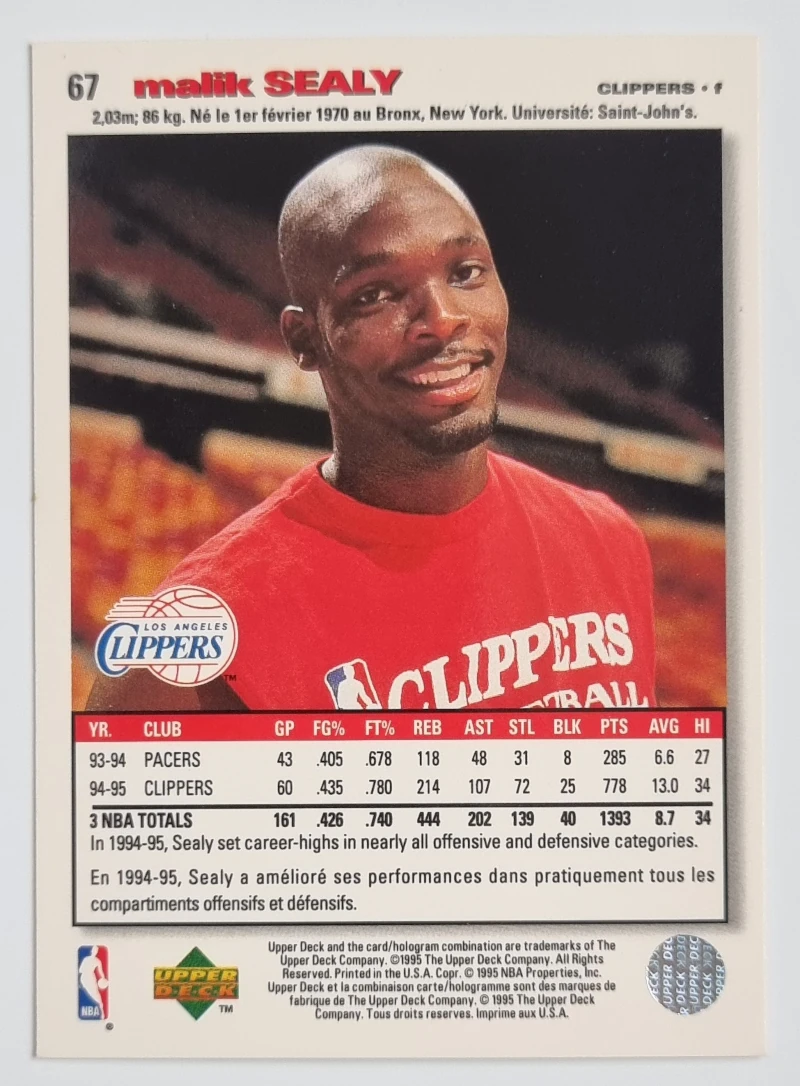 67 malik SEALY CLIPPERS • f
2,03m; 86 kg. Né le 1er février 1970 au Bronx, New York. Université: Saint-John's.
CLIPPERS
LOS ANGELES
CLIPPERS
TM
YR. CLUB GP FG% FT% REB AST STL BLK PTS AVG HI
93-94 PACERS 43 .405 .678 118 48 31 8 285 6.6 27
94-95 CLIPPERS 60 .435 .780 214 107 72 25 778 13.0 34
3 NBA TOTALS 161 .426 .740 444 202 139 40 1393 8.7 34
In 1994-95, Sealy set career-highs in nearly all offensive and defensive categories.
En 1994-95, Sealy a amélioré ses performances dans pratiquement tous les
compartiments offensifs et défensifs.
NBA
®
UPPER
DECK
TM
Upper Deck and the card/hologram combination are trademarks of The
Upper Deck Company. ©1995 The Upper Deck Company. All Rights
Reserved. Printed in the U.S.A. Copr. © 1995 NBA Properties, Inc.
Upper Deck et la combinaison carte/hologramme sont des marques de
fabrique de The Upper Deck Company. © 1995 The Upper Deck
Company. Tous droits reserves. Imprime aux U.S.A.
UPPER DECK